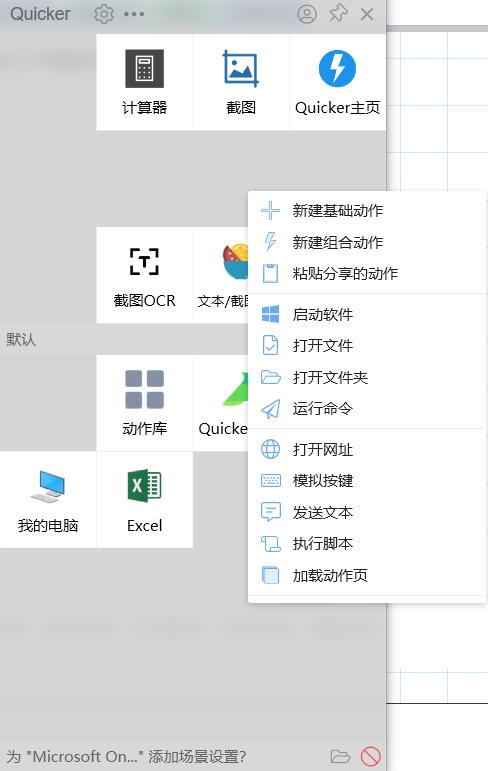 Quicker
计算器
截图
Quicker主页
新建基础动作
新建组合动作
粘贴分享的动作
截图OCR
文本/截图
启动软件
默认
打开文件
打开文件夹
运行命令
动作库
Quicke
打开网址
模拟按键
发送文本
我的电脑
Excel
执行脚本
加载动作页
为 "Microsoft On..." 添加场景设置?